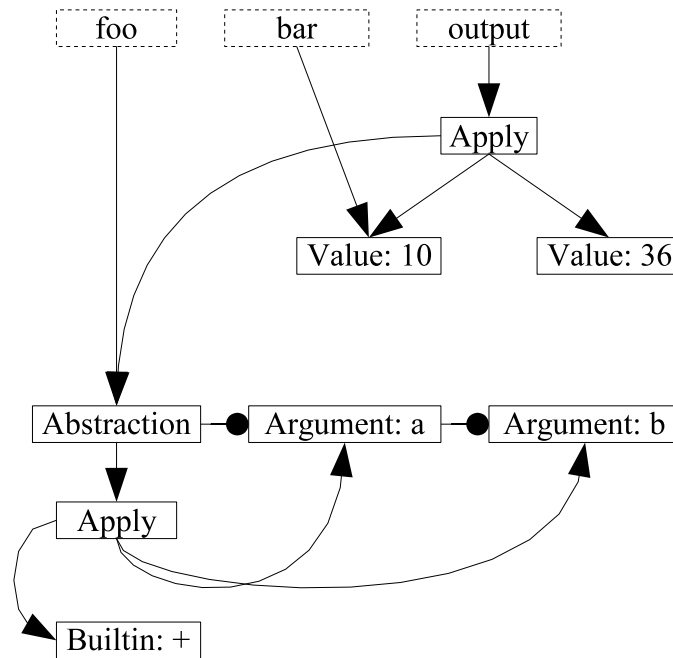 foo
bar
output
Apply
Value: 10
Value: 36
Abstraction
Argument: a
Argument: b
Apply
Builtin: +